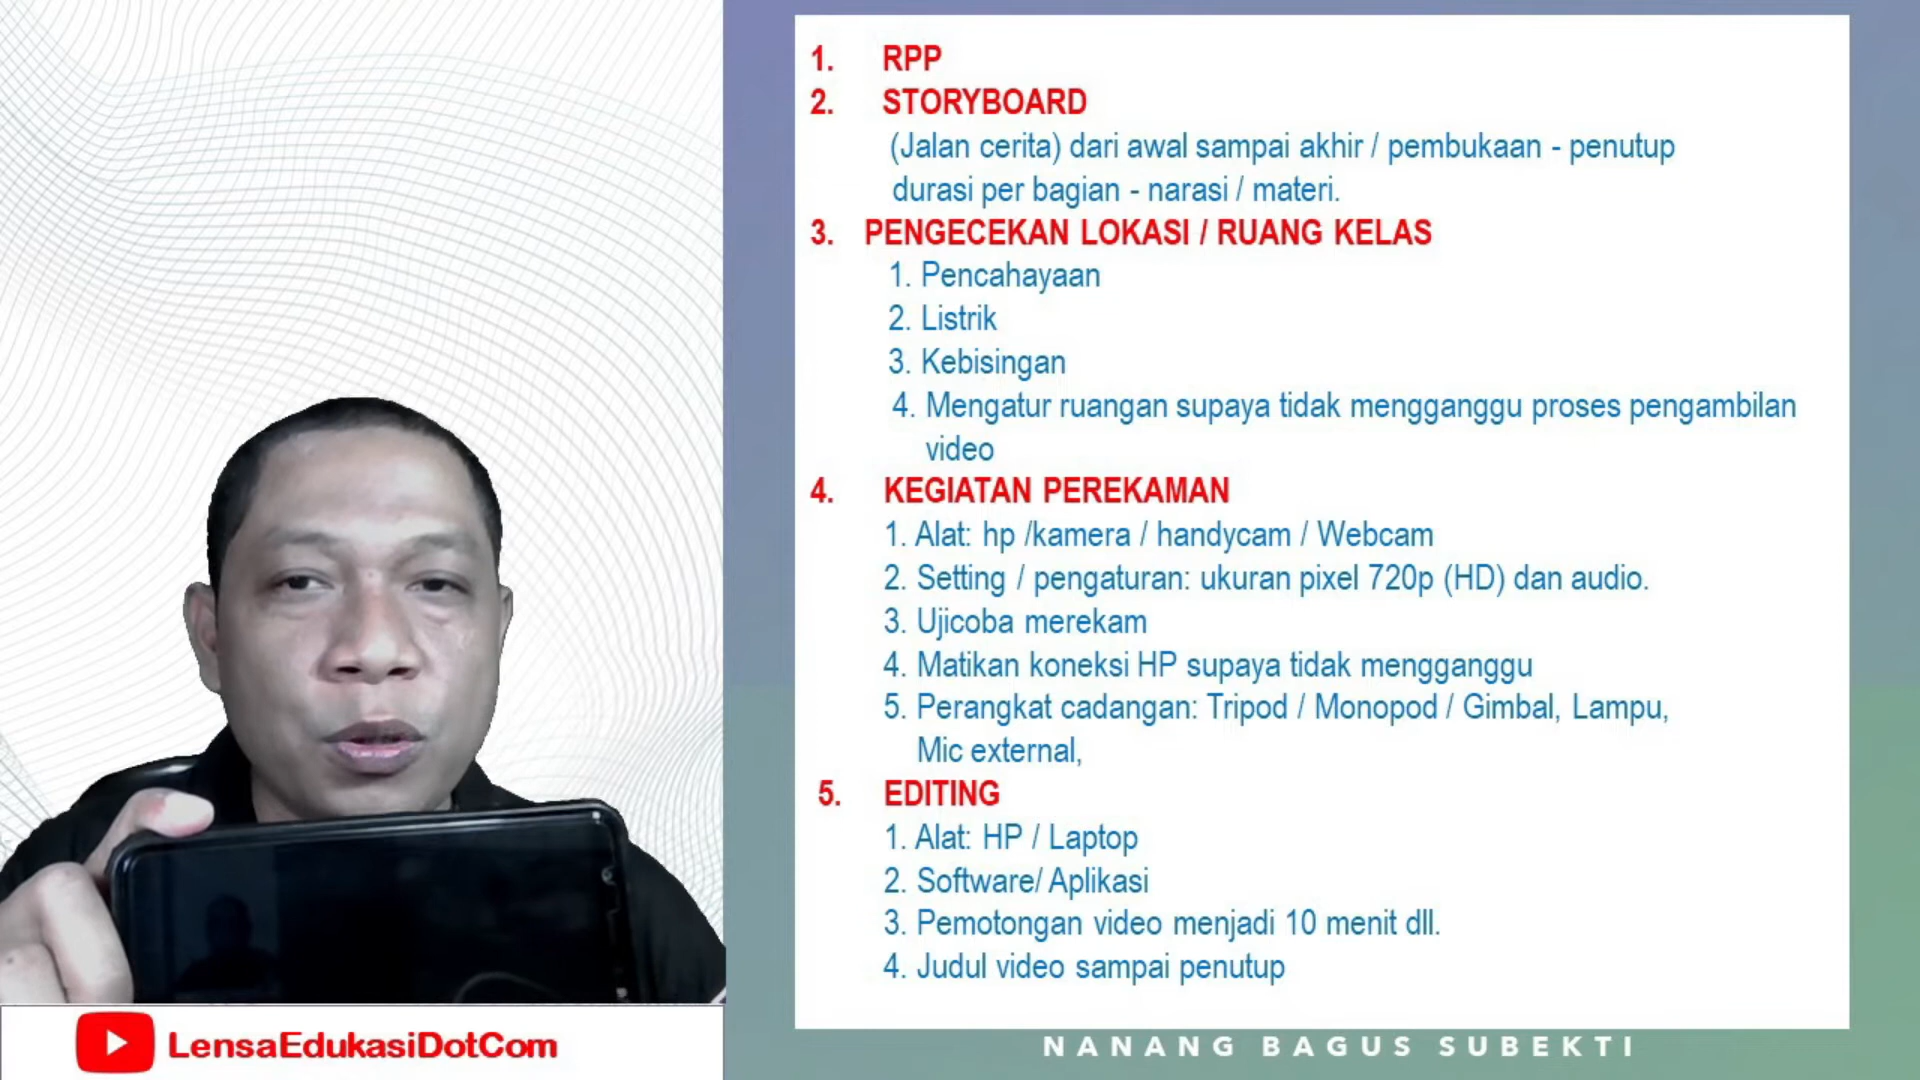 1. RPP
2. STORYBOARD
(Jalan cerita) dari awal sampai akhir / pembukaan - penutup
durasi per bagian - narasi / materi.
3. PENGECEKAN LOKASI / RUANG KELAS
1. Pencahayaan
2. Listrik
3. Kebisingan
4. Mengatur ruangan supaya tidak mengganggu proses pengambilan
video
4. KEGIATAN PEREKAMAN
1. Alat: hp /kamera / handycam / Webcam
2. Setting / pengaturan: ukuran pixel 720p (HD) dan audio.
3. Ujicoba merekam
4. Matikan koneksi HP supaya tidak mengganggu
5. Perangkat cadangan: Tripod / Monopod / Gimbal, Lampu,
Mic external,
5. EDITING
1. Alat: HP / Laptop
2. Software/ Aplikasi
3. Pemotongan video menjadi 10 menit dll.
4. Judul video sampai penutup
LensaEdukasiDotCom
NANANG BAGUS SUBEKTI